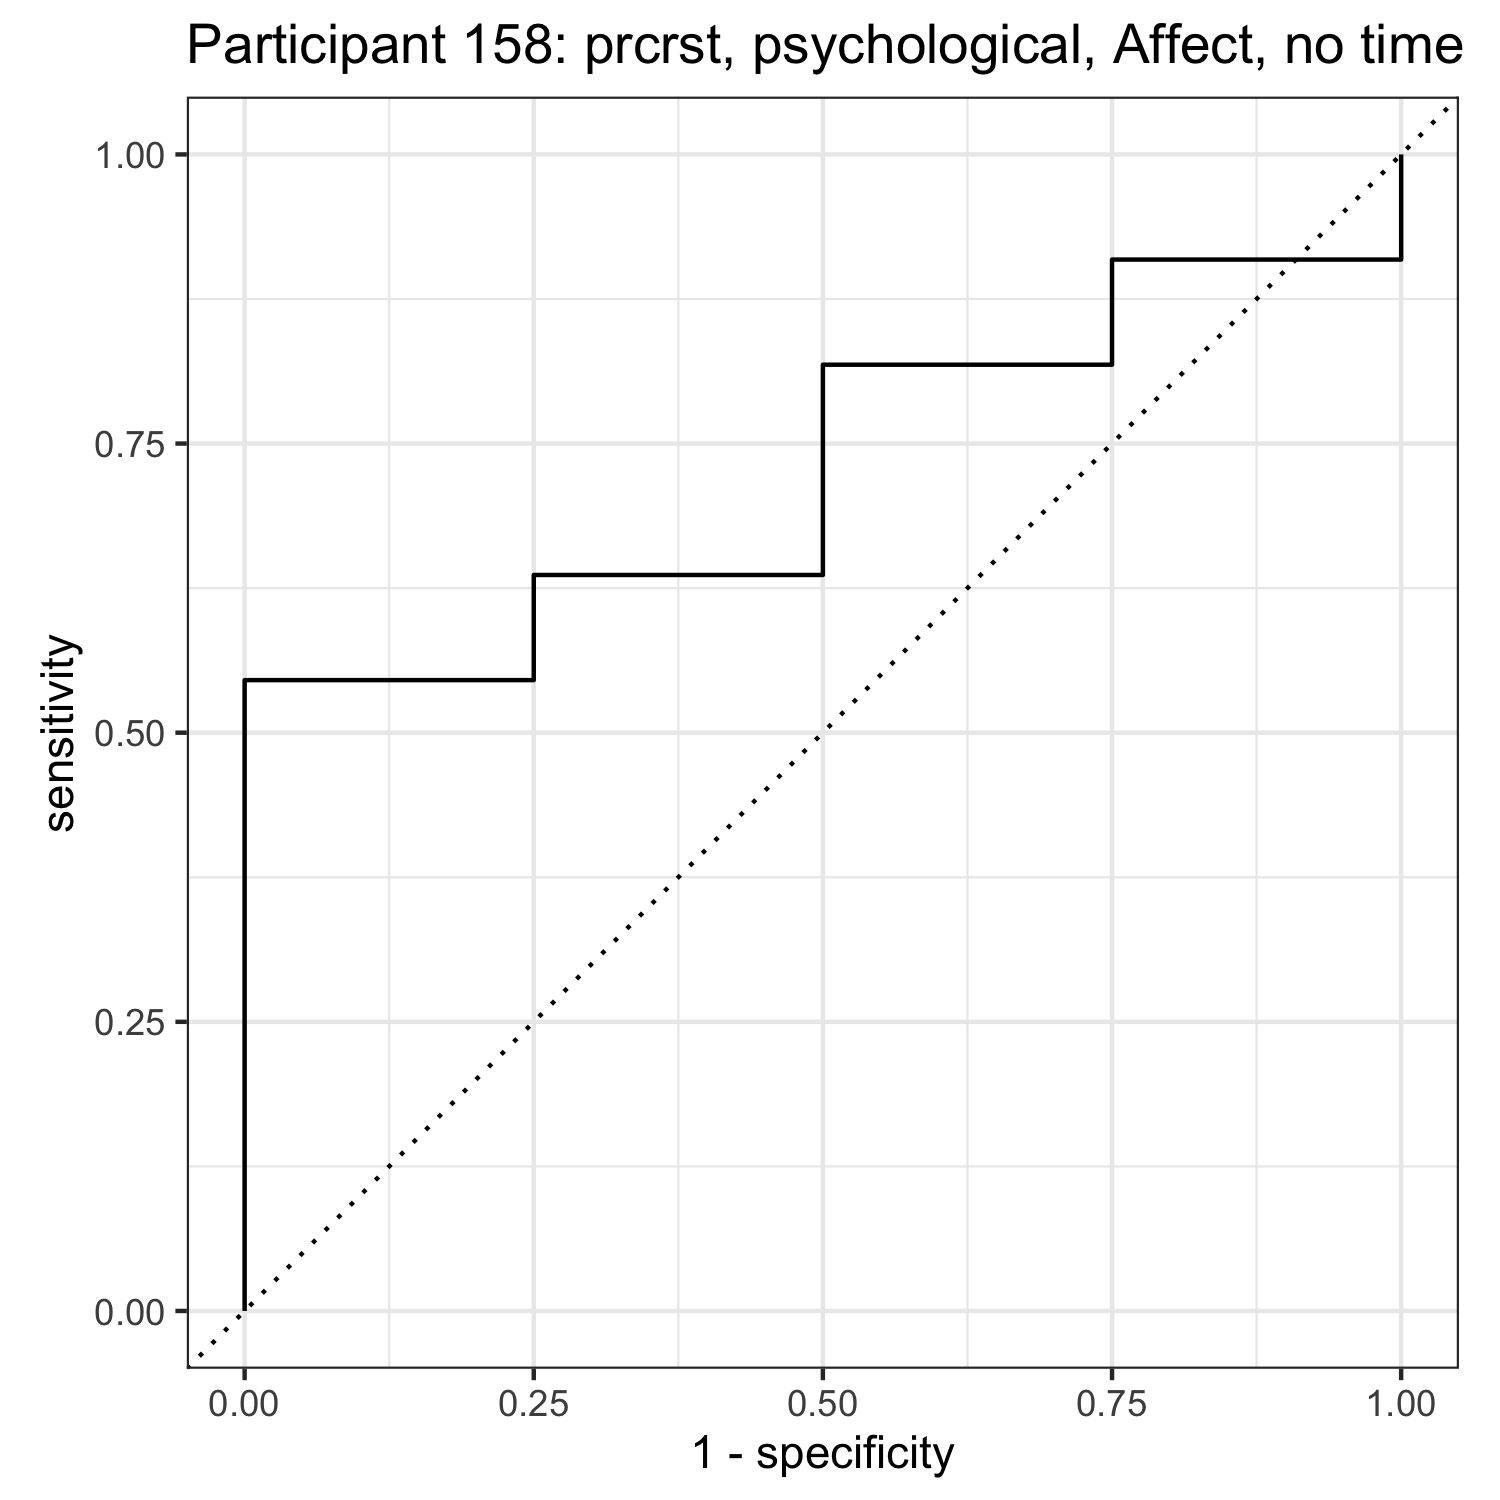 Participant 158: prcrst, psychological, Affect, no time
1.00
0.75
0.50
0.25
0.00
sensitivity
0.00 0.25 0.50 0.75 1.00
1 - specificity